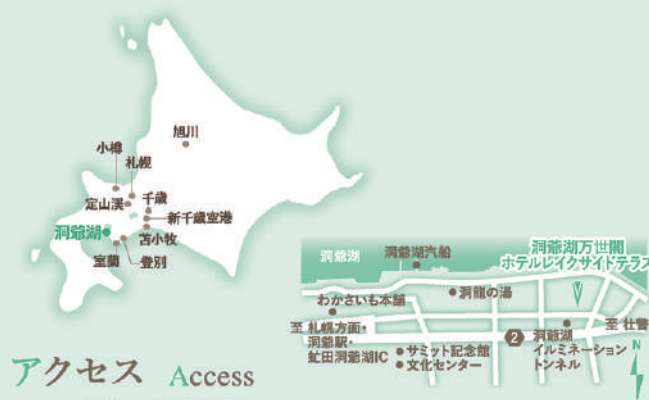 旭川
小樽
札幌
定山渓
千歳
新千歳空港
洞爺湖
苫小牧
室蘭
登別
洞爺湖
洞爺湖汽船
洞爺湖万世閣
ホテルレイクサイドテラス
わかさいも本舗
洞龍の湯
至 札幌方面・
洞爺駅・
虻田洞爺湖IC
サミット記念館
文化センター
2
洞爺湖
イルミネーション
トンネル
至 壮瞥
N
アクセス Access